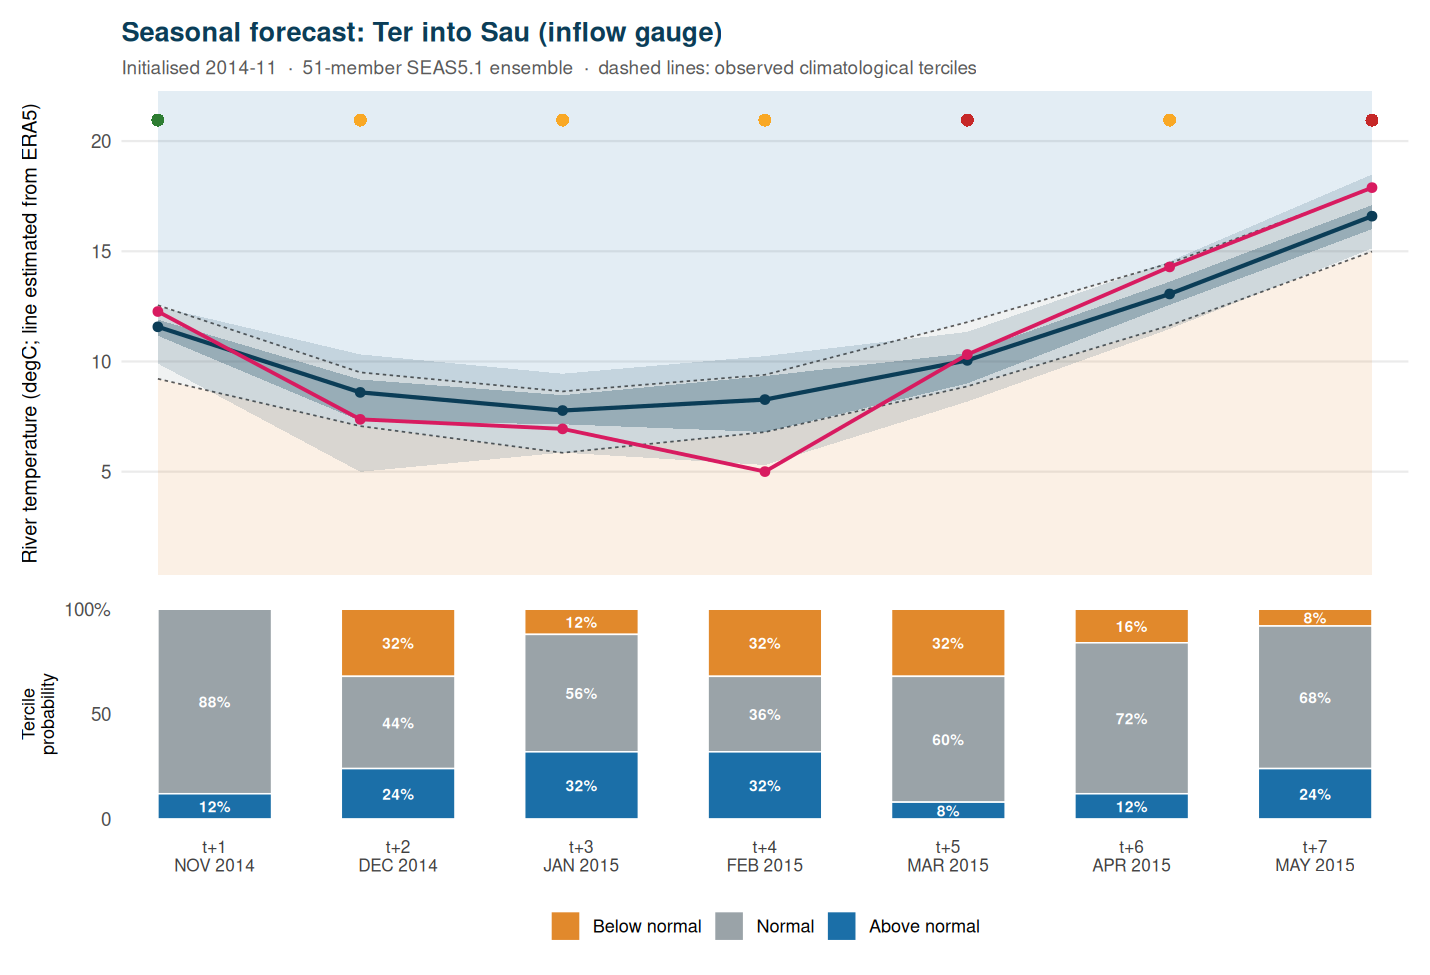 Seasonal forecast: Ter into Sau (inflow gauge)
Initialised 2014-11 · 51-member SEAS5.1 ensemble · dashed lines: observed climatological terciles
River temperature (degC; line estimated from ERA5)
20
15
10
5
Tercile
probability
100%
50
0
88%
12%
32%
44%
24%
12%
56%
32%
32%
36%
32%
32%
60%
8%
16%
72%
12%
8%
68%
24%
t+1
NOV 2014
t+2
DEC 2014
t+3
JAN 2015
t+4
FEB 2015
t+5
MAR 2015
t+6
APR 2015
t+7
MAY 2015
Below normal
Normal
Above normal